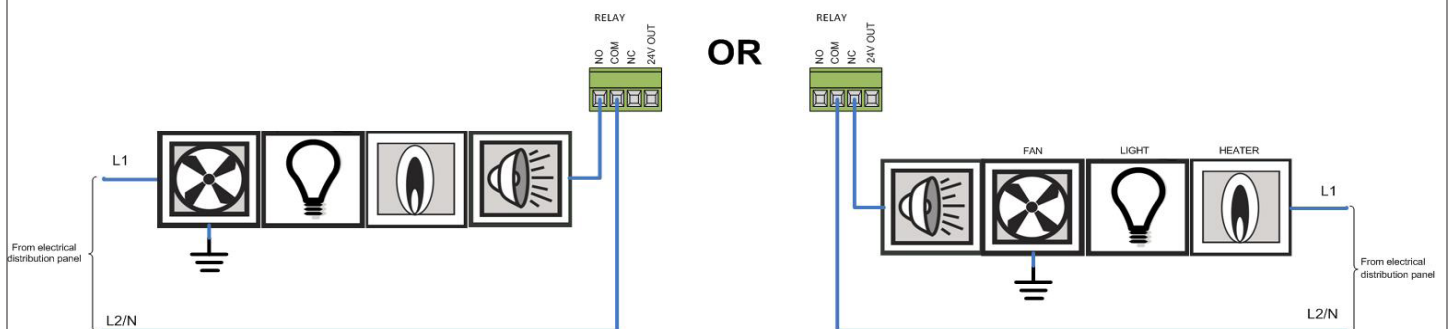 RELAY
NO
COM
NC
24V OUT
OR
RELAY
NO
COM
NC
24V OUT
L1
From electrical
distribution panel
L2/N
FAN
LIGHT
HEATER
L1
From electrical
distribution panel
L2/N